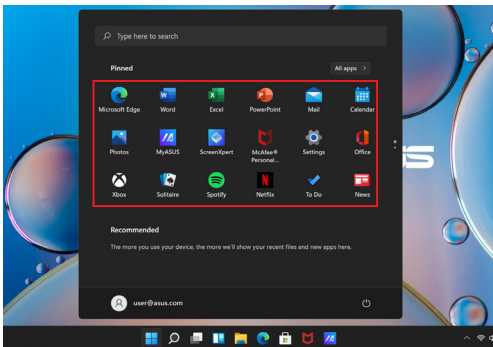 Type here to search
Pinned
All apps >
Microsoft Edge Word Excel PowerPoint Mail Calendar
Photos MyASUS ScreenXpert McAfee® Personal... Settings Office
Xbox Solitaire Spotify Netflix To Do News
Recommended
The more you use your device, the more we'll show your recent files and new apps here.
user@asus.com